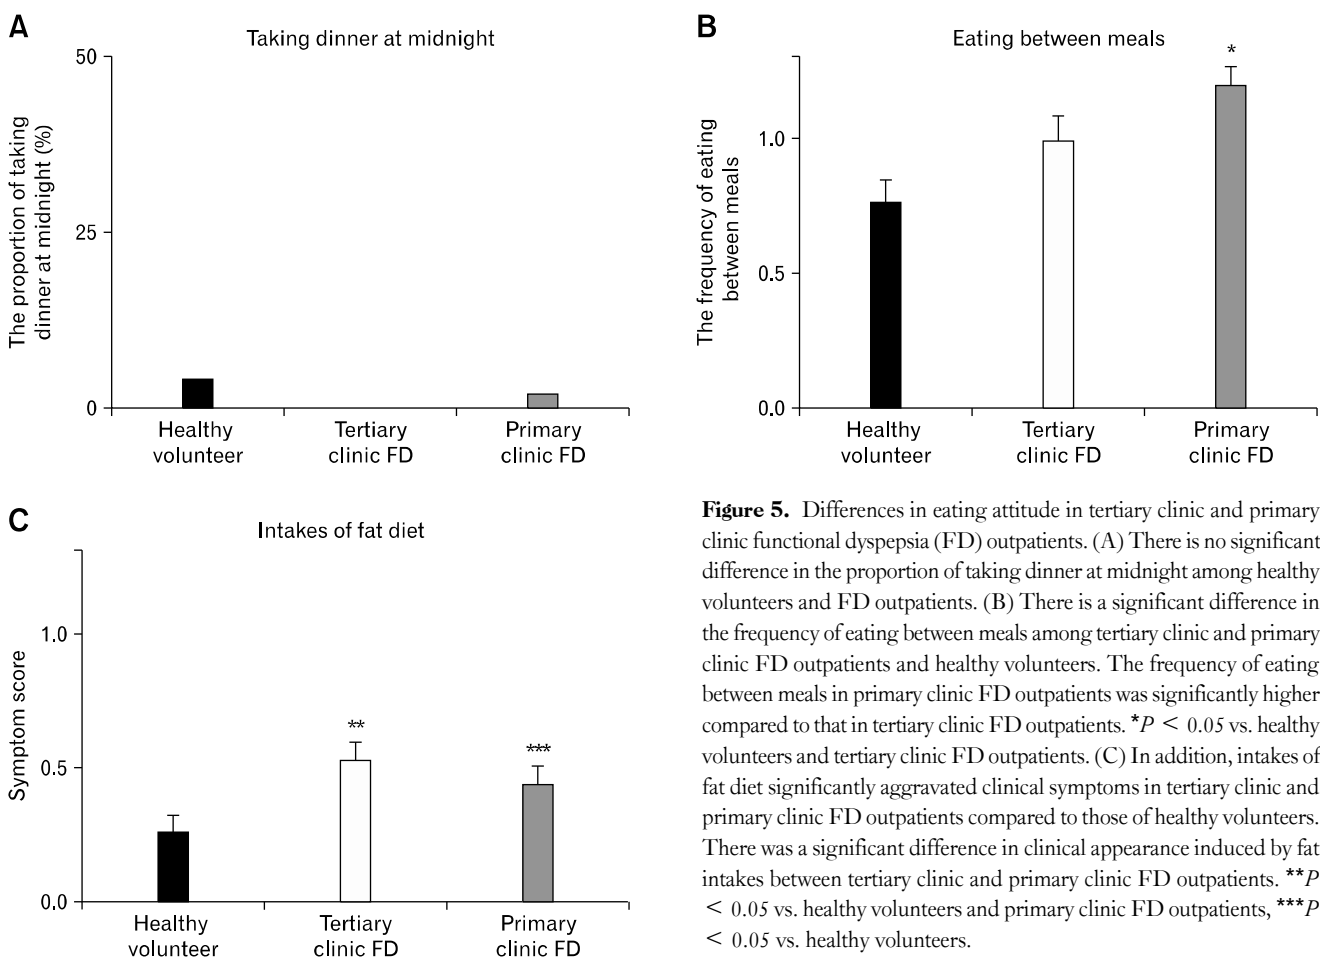 A
Taking dinner at midnight
The proportion of taking
dinner at midnight (%)
50
25
0
Healthy
volunteer
Tertiary
clinic FD
Primary
clinic FD
B
Eating between meals
The frequency of eating
between meals
1.0
0.5
0.0
*
Healthy
volunteer
Tertiary
clinic FD
Primary
clinic FD
C
Intakes of fat diet
Symptom score
1.0
0.5
0.0
**
***
Healthy
volunteer
Tertiary
clinic FD
Primary
clinic FD
Figure 5. Differences in eating attitude in tertiary clinic and primary
clinic functional dyspepsia (FD) outpatients. (A) There is no significant
difference in the proportion of taking dinner at midnight among healthy
volunteers and FD outpatients. (B) There is a significant difference in
the frequency of eating between meals among tertiary clinic and primary
clinic FD outpatients and healthy volunteers. The frequency of eating
between meals in primary clinic FD outpatients was significantly higher
compared to that in tertiary clinic FD outpatients. *P < 0.05 vs. healthy
volunteers and tertiary clinic FD outpatients. (C) In addition, intakes of
fat diet significantly aggravated clinical symptoms in tertiary clinic and
primary clinic FD outpatients compared to those of healthy volunteers.
There was a significant difference in clinical appearance induced by fat
intakes between tertiary clinic and primary clinic FD outpatients. **P
< 0.05 vs. healthy volunteers and primary clinic FD outpatients, ***P
< 0.05 vs. healthy volunteers.